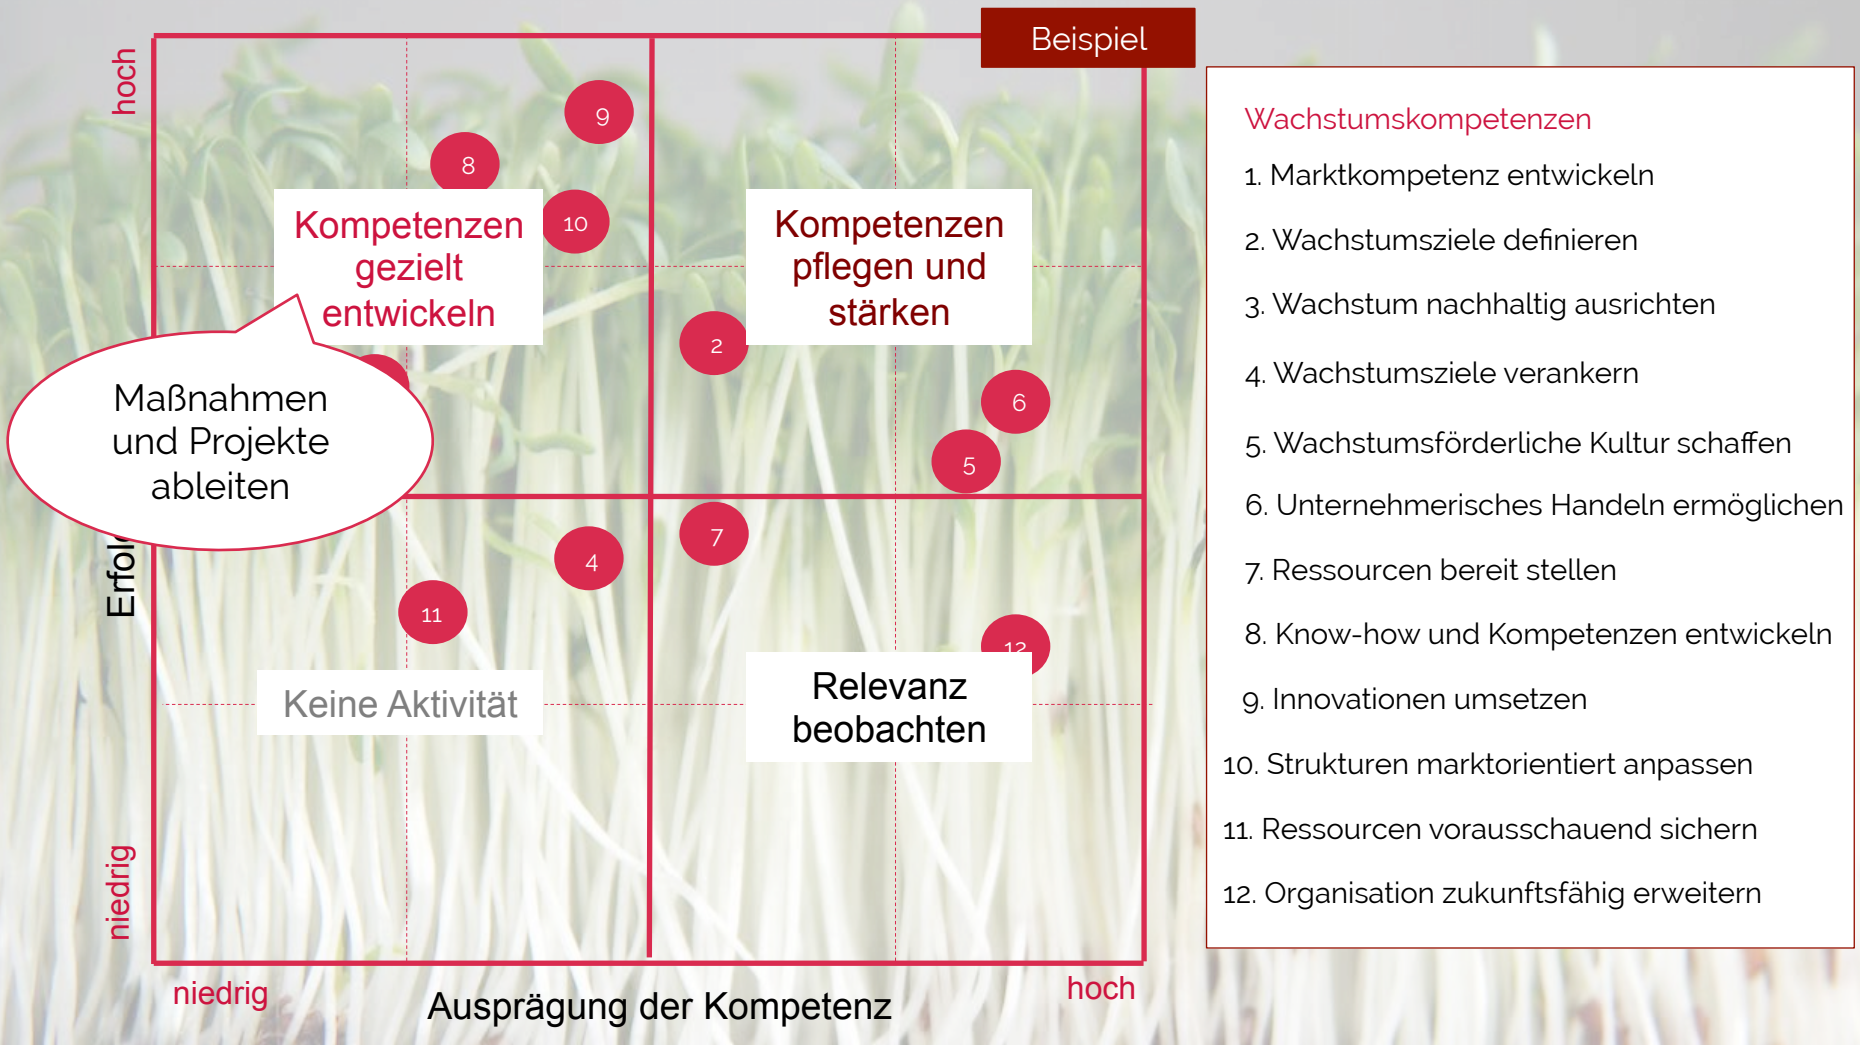 Beispiel
hoch
9
8
10
Kompetenzen
gezielt
entwickeln
Kompetenzen
pflegen und
stärken
2
6
5
Maßnahmen
und Projekte
ableiten
7
4
11
12
Keine Aktivität
Relevanz
beobachten
niedrig
niedrig
Ausprägung der Kompetenz
hoch
Wachstumskompetenzen
1. Marktkompetenz entwickeln
2. Wachstumsziele definieren
3. Wachstum nachhaltig ausrichten
4. Wachstumsziele verankern
5. Wachstumsförderliche Kultur schaffen
6. Unternehmerisches Handeln ermöglichen
7. Ressourcen bereit stellen
8. Know-how und Kompetenzen entwickeln
9. Innovationen umsetzen
10. Strukturen marktorientiert anpassen
11. Ressourcen vorausschauend sichern
12. Organisation zukunftsfähig erweitern